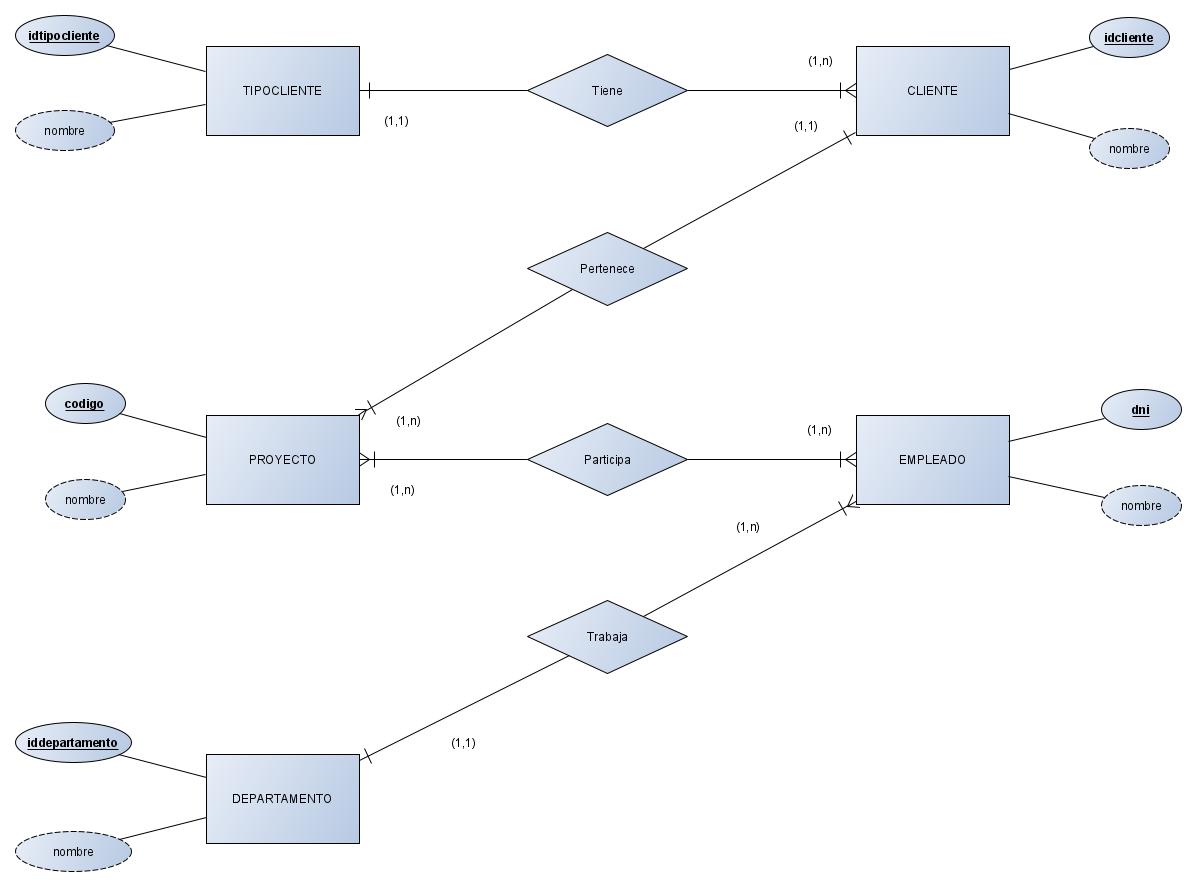 idtipocliente
TIPOCLIENTE
nombre
(1,1)
Tiene
(1,n)
CLIENTE
idcliente
nombre
(1,1)
Pertenece
(1,n)
codigo
PROYECTO
nombre
(1,n)
Participa
(1,n)
EMPLEADO
dni
nombre
(1,n)
Trabaja
(1,1)
iddepartamento
DEPARTAMENTO
nombre